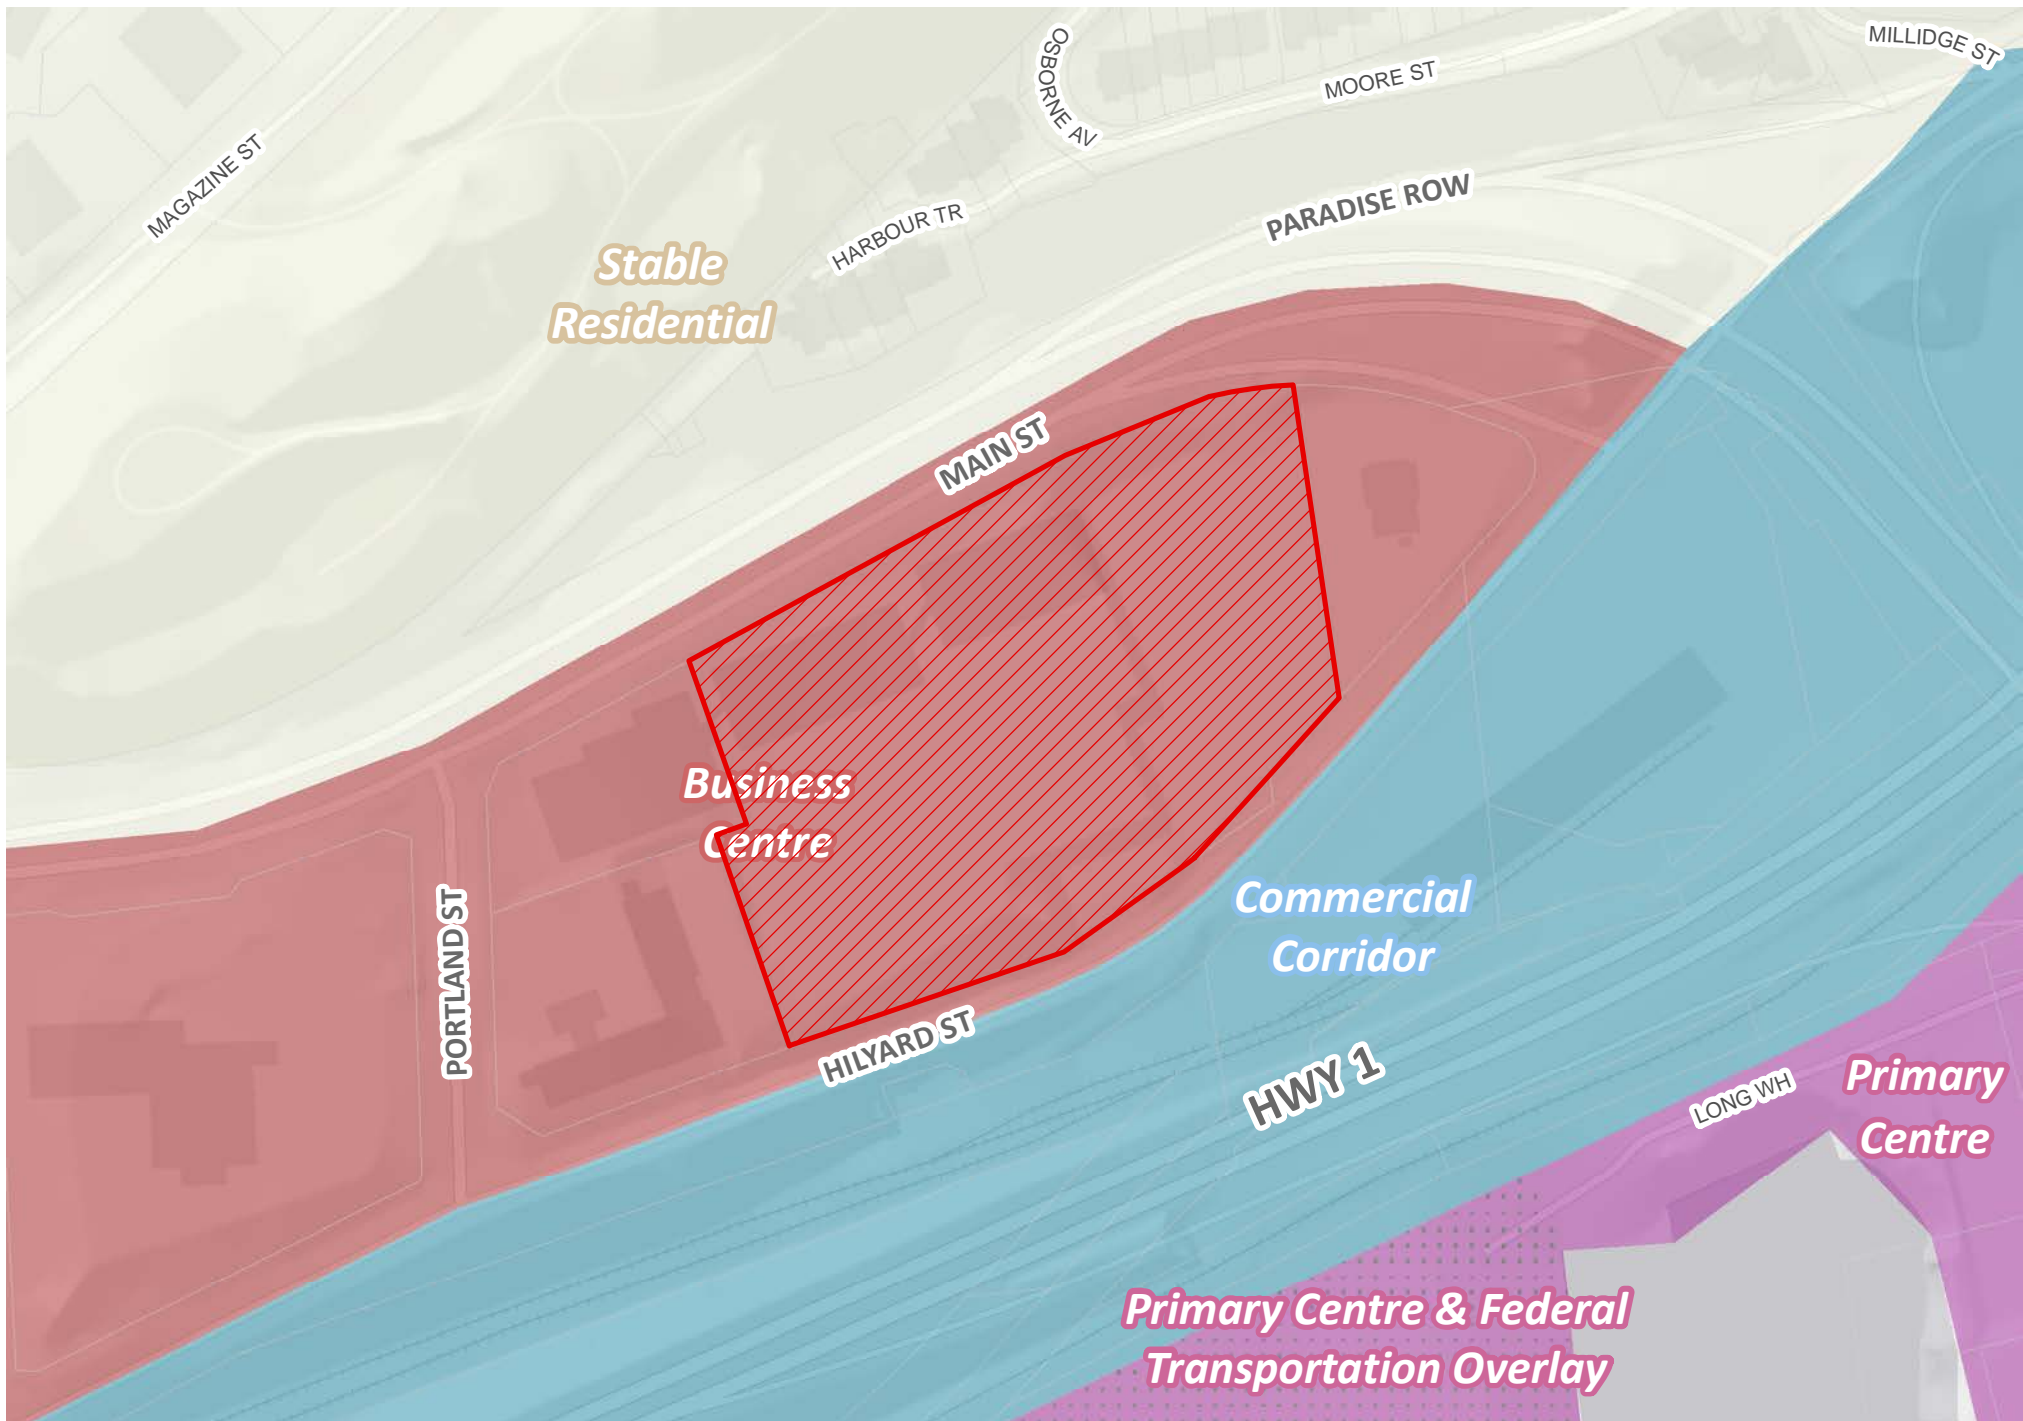 MILLIDGE ST
OSBORNE AV
MOORE ST
MAGAZINE ST
HARBOUR TR
PARADISE ROW
Stable
Residential
MAIN ST
Business
Centre
Commercial
Corridor
PORTLAND ST
HILYARD ST
HWY 1
LONG WH
Primary
Centre
Primary Centre & Federal
Transportation Overlay